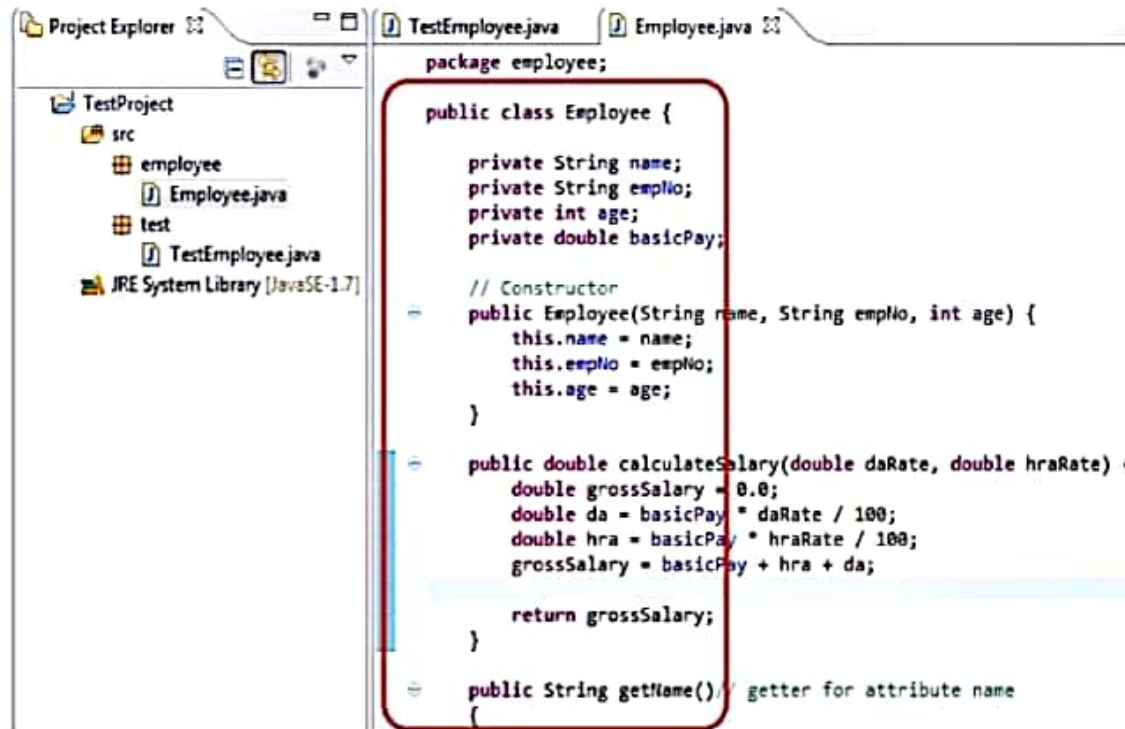 Project Explorer
TestProject
src
employee
Employee.java
test
TestEmployee.java
JRE System Library [JavaSE-1.7]
TestEmployee.java
Employee.java
package employee;
public class Employee {
private String name;
private String empNo;
private int age;
private double basicPay;
// Constructor
public Employee(String name, String empNo, int age) {
this.name = name;
this.empNo = empNo;
this.age = age;
}
public double calculateSalary(double daRate, double hraRate) {
double grossSalary = 0.0;
double da = basicPay * daRate / 100;
double hra = basicPay * hraRate / 100;
grossSalary = basicPay + hra + da;
return grossSalary;
}
public String getName()// getter for attribute name
{